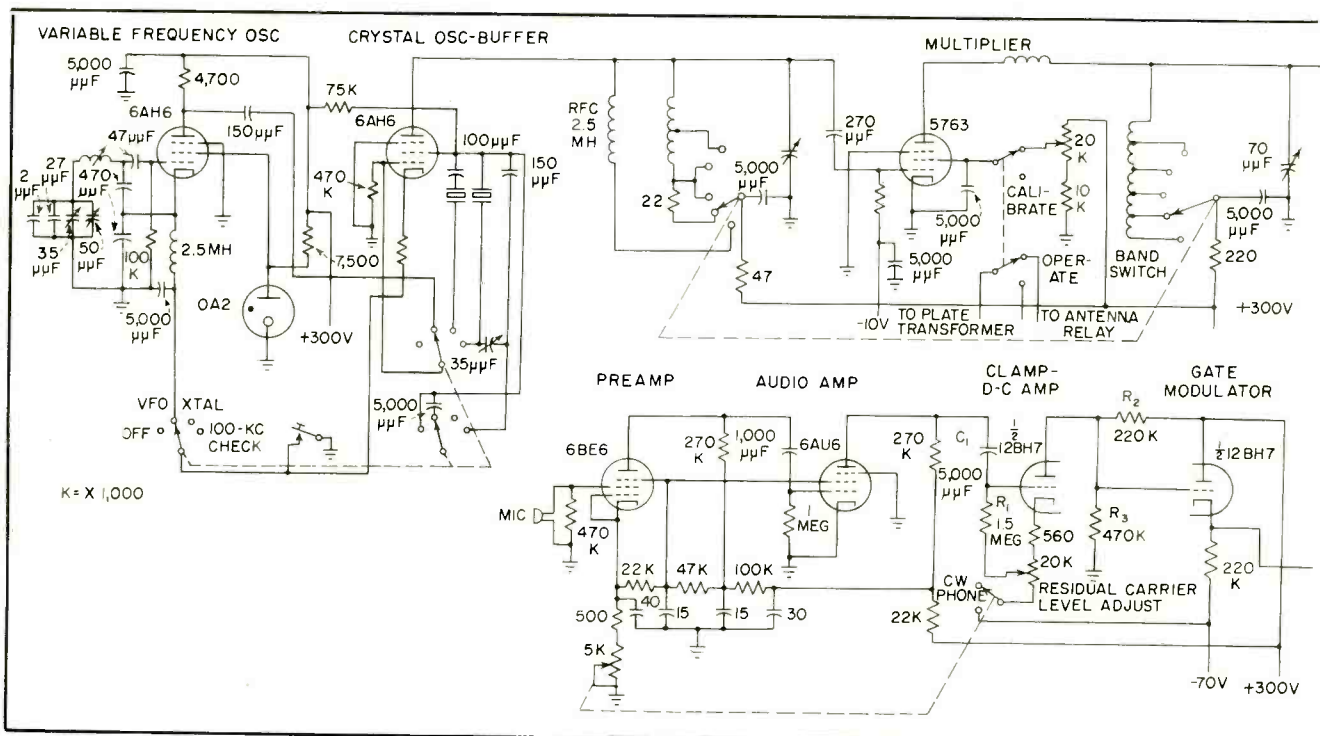 VARIABLE FREQUENCY OSC
CRYSTAL OSC-BUFFER
MULTIPLIER
5,000
μμF
4,700
6AH6
150μμF
47μμF
27
μμF
2
μμF
470
μμF
35
μμF
50
μμF
100
K
2.5MH
5,000
μμF
OA2
7,500
+300V
75K
6AH6
470
K
100μμF
150
μμF
35μμF
5,000
μμF
VFO
XTAL
OFF
100-KC
CHECK
K = X 1,000
RFC
2.5
MH
22
5,000
μμF
47
270
μμF
5763
5,000
μμF
5,000
μμF
-10V
20
K
10
K
CALI-
BRATE
OPER-
ATE
TO PLATE
TRANSFORMER
TO ANTENNA
RELAY
BAND
SWITCH
70
μμF
5,000
μμF
220
+300V
PREAMP
AUDIO AMP
CLAMP-
D-C AMP
GATE
MODULATOR
6BE6
MIC
470
K
270
K
1,000
μμF
6AU6
1
MEG
270
K
C1
5,000
μμF
1/2
12BH7
R1
1.5
MEG
560
20K
RESIDUAL CARRIER
LEVEL ADJUST
R2
220K
R3
470K
1/2 12BH7
220
K
22K
47K
100K
40
15
15
30
500
5K
CW
PHONE
22K
-70V
+300V